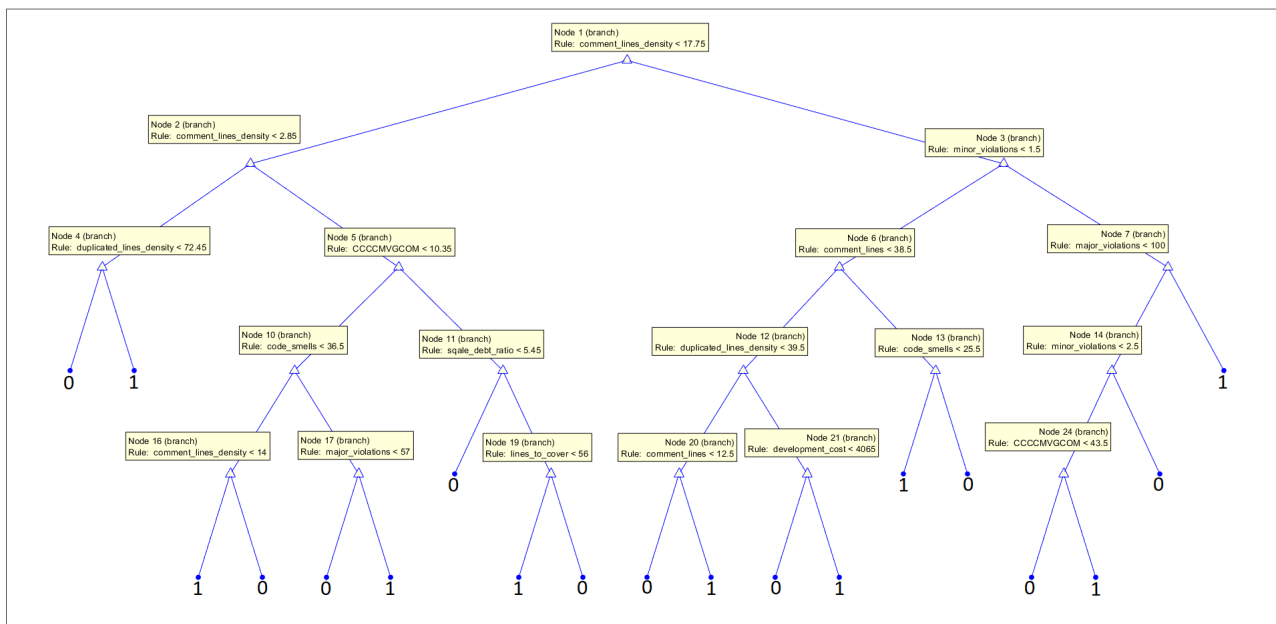 Node 1 (branch)
Rule: comment_lines_density < 17.75
Node 2 (branch)
Rule: comment_lines_density < 2.85
Node 3 (branch)
Rule: minor_violations < 1.5
Node 4 (branch)
Rule: duplicated_lines_density < 72.45
Node 5 (branch)
Rule: CCCCMVGCOM < 10.35
Node 6 (branch)
Rule: comment_lines < 38.5
Node 7 (branch)
Rule: major_violations < 100
Node 10 (branch)
Rule: code_smells < 36.5
Node 11 (branch)
Rule: sqale_debt_ratio < 5.45
Node 12 (branch)
Rule: duplicated_lines_density < 39.5
Node 13 (branch)
Rule: code_smells < 25.5
Node 14 (branch)
Rule: minor_violations < 2.5
0
1
1
Node 16 (branch)
Rule: comment_lines_density < 14
Node 17 (branch)
Rule: major_violations < 57
Node 19 (branch)
Rule: lines_to_cover < 56
Node 20 (branch)
Rule: comment_lines < 12.5
Node 21 (branch)
Rule: development_cost < 4065
Node 24 (branch)
Rule: CCCCMVGCOM < 43.5
0
1
0
0
1
0
0
1
1
0
0
1
0
1
0
1